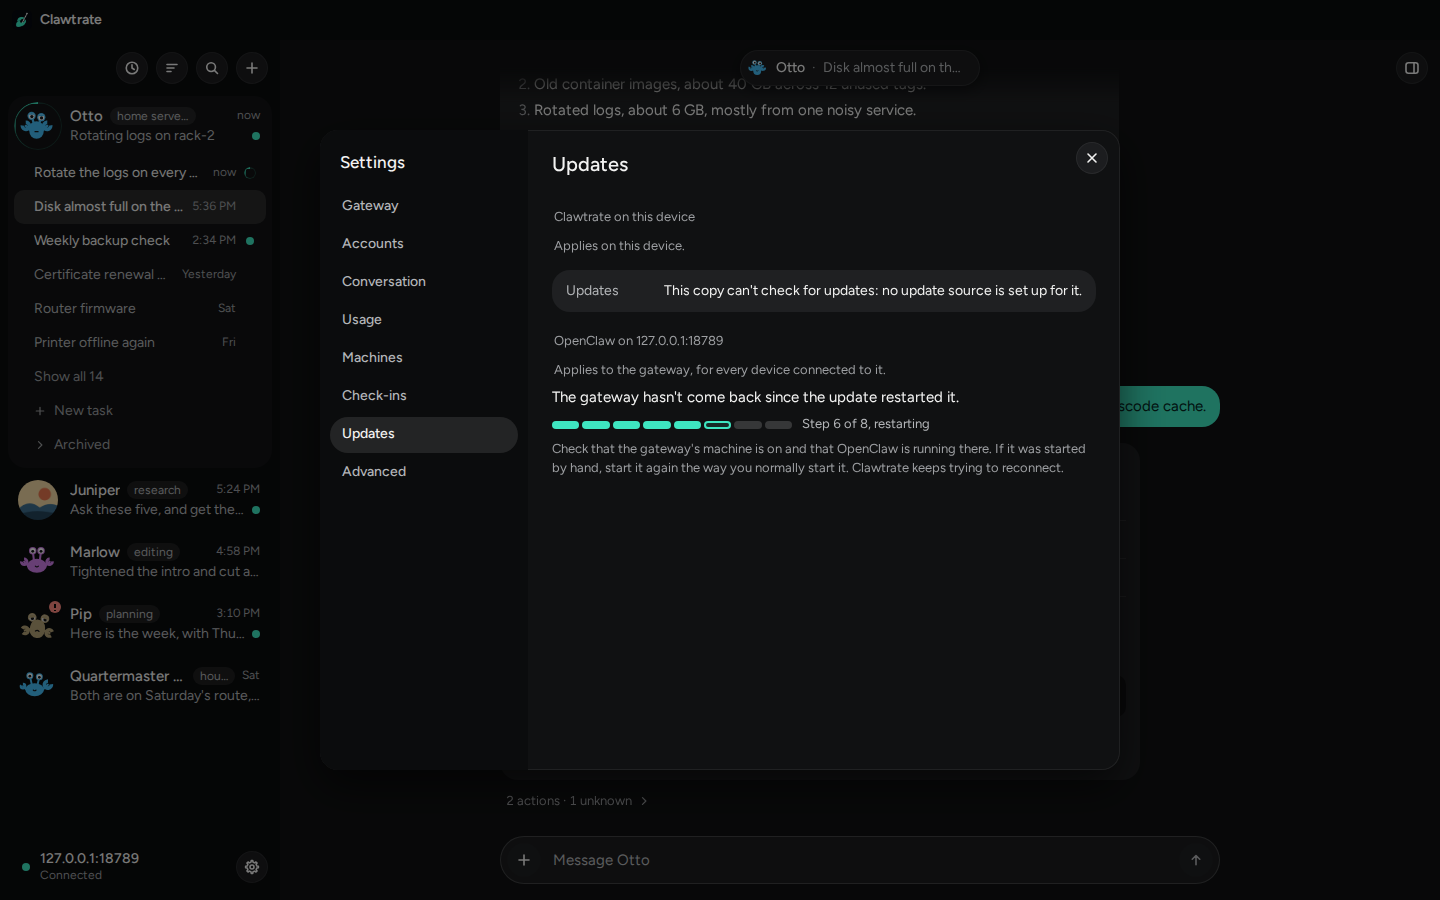 Clawtrate
Otto · Disk almost full on th...
2. Old container images, about 40 GB across 12 unused tags.
3. Rotated logs, about 6 GB, mostly from one noisy service.
Otto home serve... now
Rotating logs on rack-2
Rotate the logs on every ... now
Disk almost full on the ... 5:36 PM
Weekly backup check 2:34 PM
Certificate renewal ... Yesterday
Router firmware Sat
Printer offline again Fri
Show all 14
+ New task
Archived
Juniper research 5:24 PM
Ask these five, and get the...
Marlow editing 4:58 PM
Tightened the intro and cut a...
Pip planning 3:10 PM
Here is the week, with Thu...
Quartermaster ... hou... Sat
Both are on Saturday's route,...
127.0.0.1:18789
Connected
Settings
Gateway
Accounts
Conversation
Usage
Machines
Check-ins
Updates
Advanced
Updates
Clawtrate on this device
Applies on this device.
Updates This copy can't check for updates: no update source is set up for it.
OpenClaw on 127.0.0.1:18789
Applies to the gateway, for every device connected to it.
The gateway hasn't come back since the update restarted it.
Step 6 of 8, restarting
Check that the gateway's machine is on and that OpenClaw is running there. If it was started
by hand, start it again the way you normally start it. Clawtrate keeps trying to reconnect.
scode cache.
2 actions · 1 unknown
Message Otto